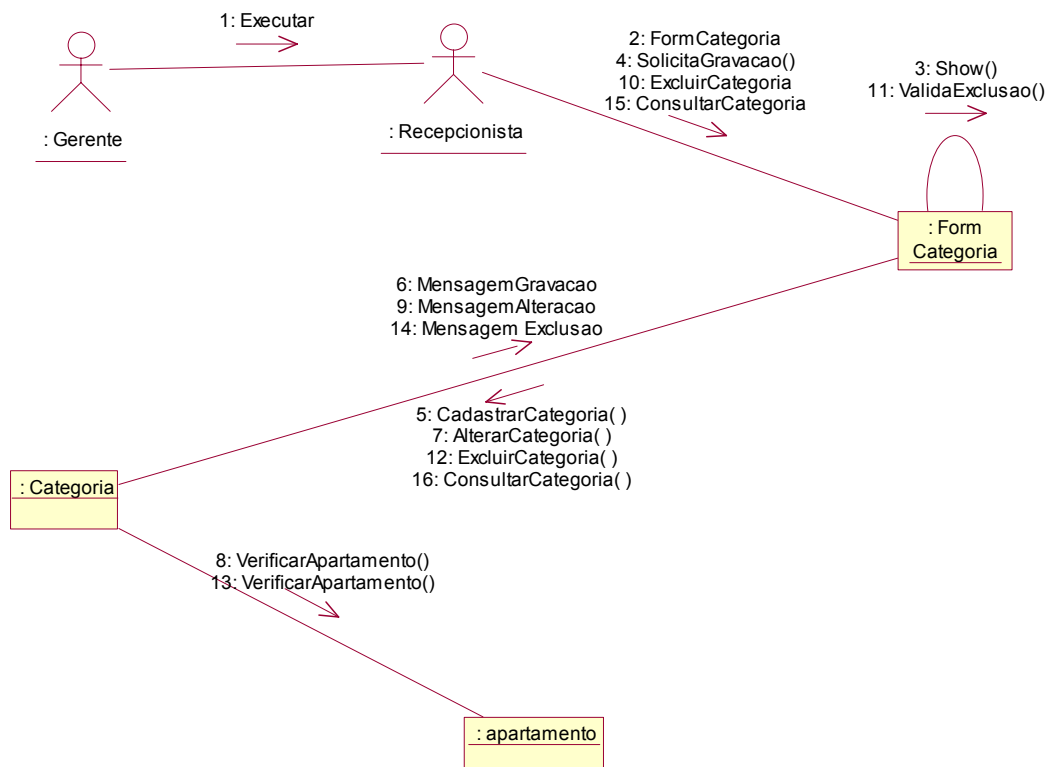 1: Executar
: Gerente
: Recepcionista
2: FormCategoria
4: SolicitaGravacao()
10: ExcluirCategoria
15: ConsultarCategoria
3: Show()
11: ValidaExclusao()
: Form
Categoria
6: MensagemGravacao
9: MensagemAlteracao
14: Mensagem Exclusao
5: CadastrarCategoria( )
7: AlterarCategoria( )
12: ExcluirCategoria( )
16: ConsultarCategoria( )
: Categoria
8: VerificarApartamento()
13: VerificarApartamento()
: apartamento